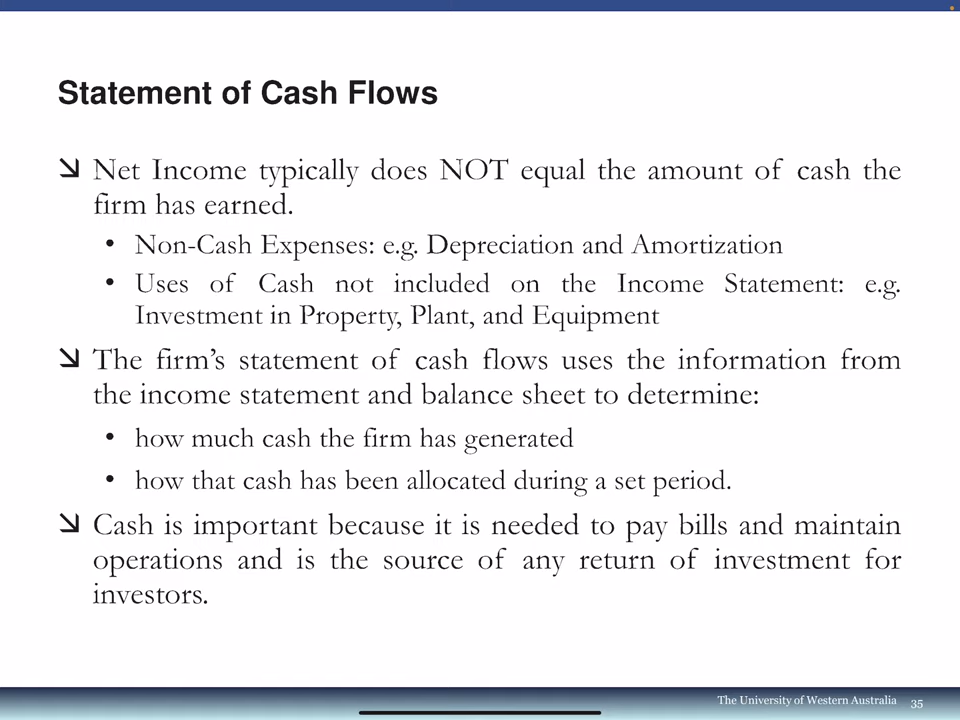 Statement of Cash Flows
Net Income typically does NOT equal the amount of cash the
firm has earned.
• Non-Cash Expenses: e.g. Depreciation and Amortization
• Uses of Cash not included on the Income Statement: e.g.
Investment in Property, Plant, and Equipment
The firm's statement of cash flows uses the information from
the income statement and balance sheet to determine:
• how much cash the firm has generated
• how that cash has been allocated during a set period.
Cash is important because it is needed to pay bills and maintain
operations and is the source of any return of investment for
investors.
The University of Western Australia 35